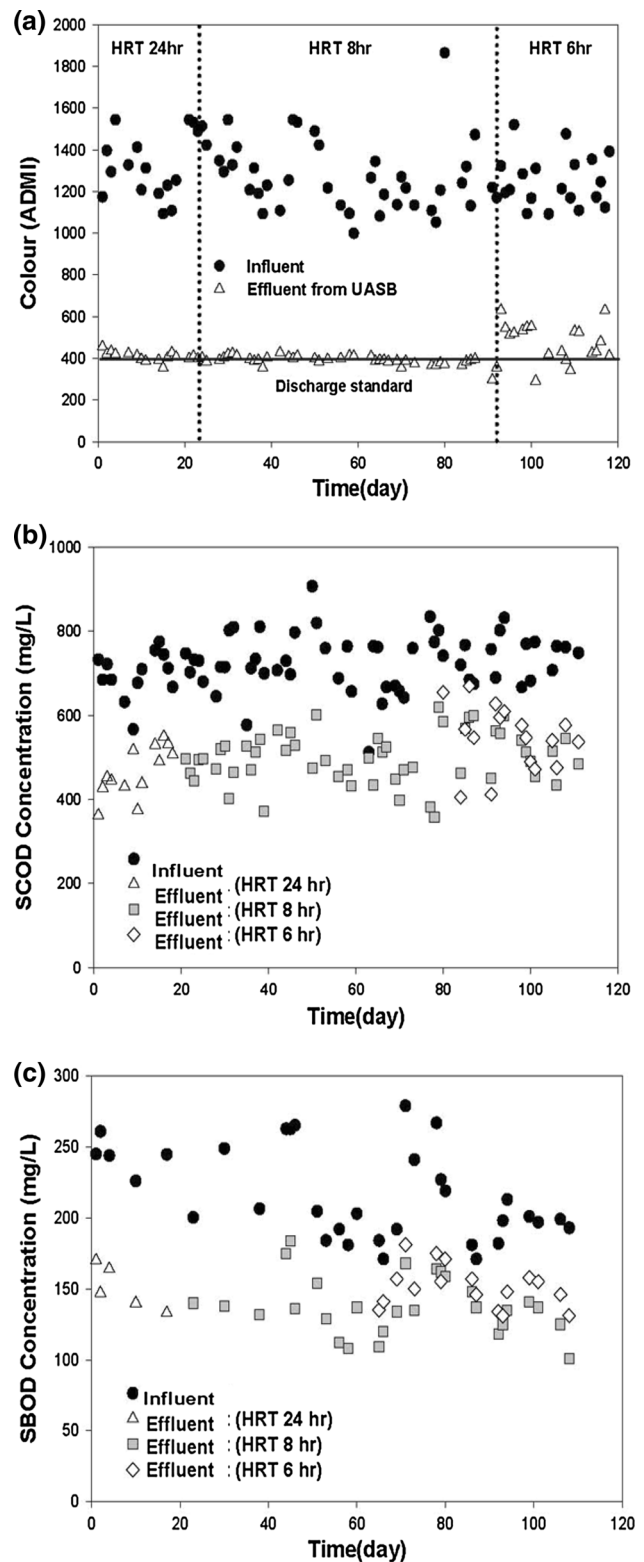 (a)
2000
1800
1600
1400
1200
1000
800
600
400
200
0
Colour (ADMI)
HRT 24hr
HRT 8hr
HRT 6hr
Influent
Effluent from UASB
Discharge standard
0 20 40 60 80 100 120
Time(day)
(b)
1000
800
600
400
200
0
SCOD Concentration (mg/L)
Influent
Effluent : (HRT 24 hr)
Effluent : (HRT 8 hr)
Effluent : (HRT 6 hr)
0 20 40 60 80 100 120
Time(day)
(c)
300
250
200
150
100
50
0
SBOD Concentration (mg/L)
Influent
Effluent : (HRT 24 hr)
Effluent : (HRT 8 hr)
Effluent : (HRT 6 hr)
0 20 40 60 80 100 120
Time(day)